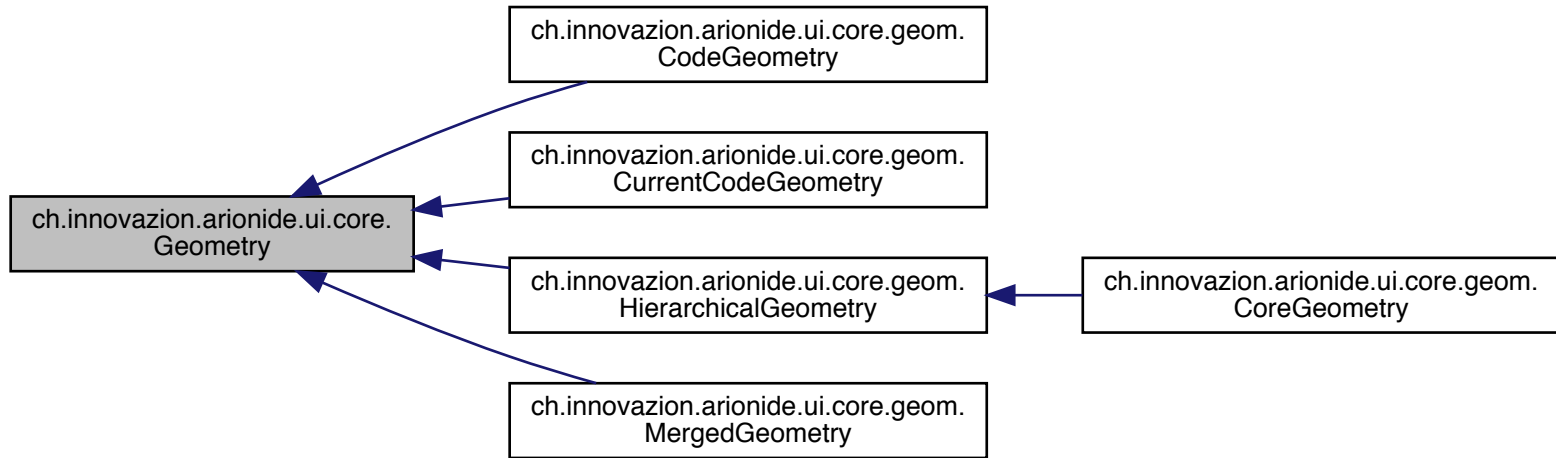 ch.innovazion.arionide.ui.core.geom.
CodeGeometry
ch.innovazion.arionide.ui.core.geom.
CurrentCodeGeometry
ch.innovazion.arionide.ui.core.
Geometry
ch.innovazion.arionide.ui.core.geom.
HierarchicalGeometry
ch.innovazion.arionide.ui.core.geom.
CoreGeometry
ch.innovazion.arionide.ui.core.geom.
MergedGeometry